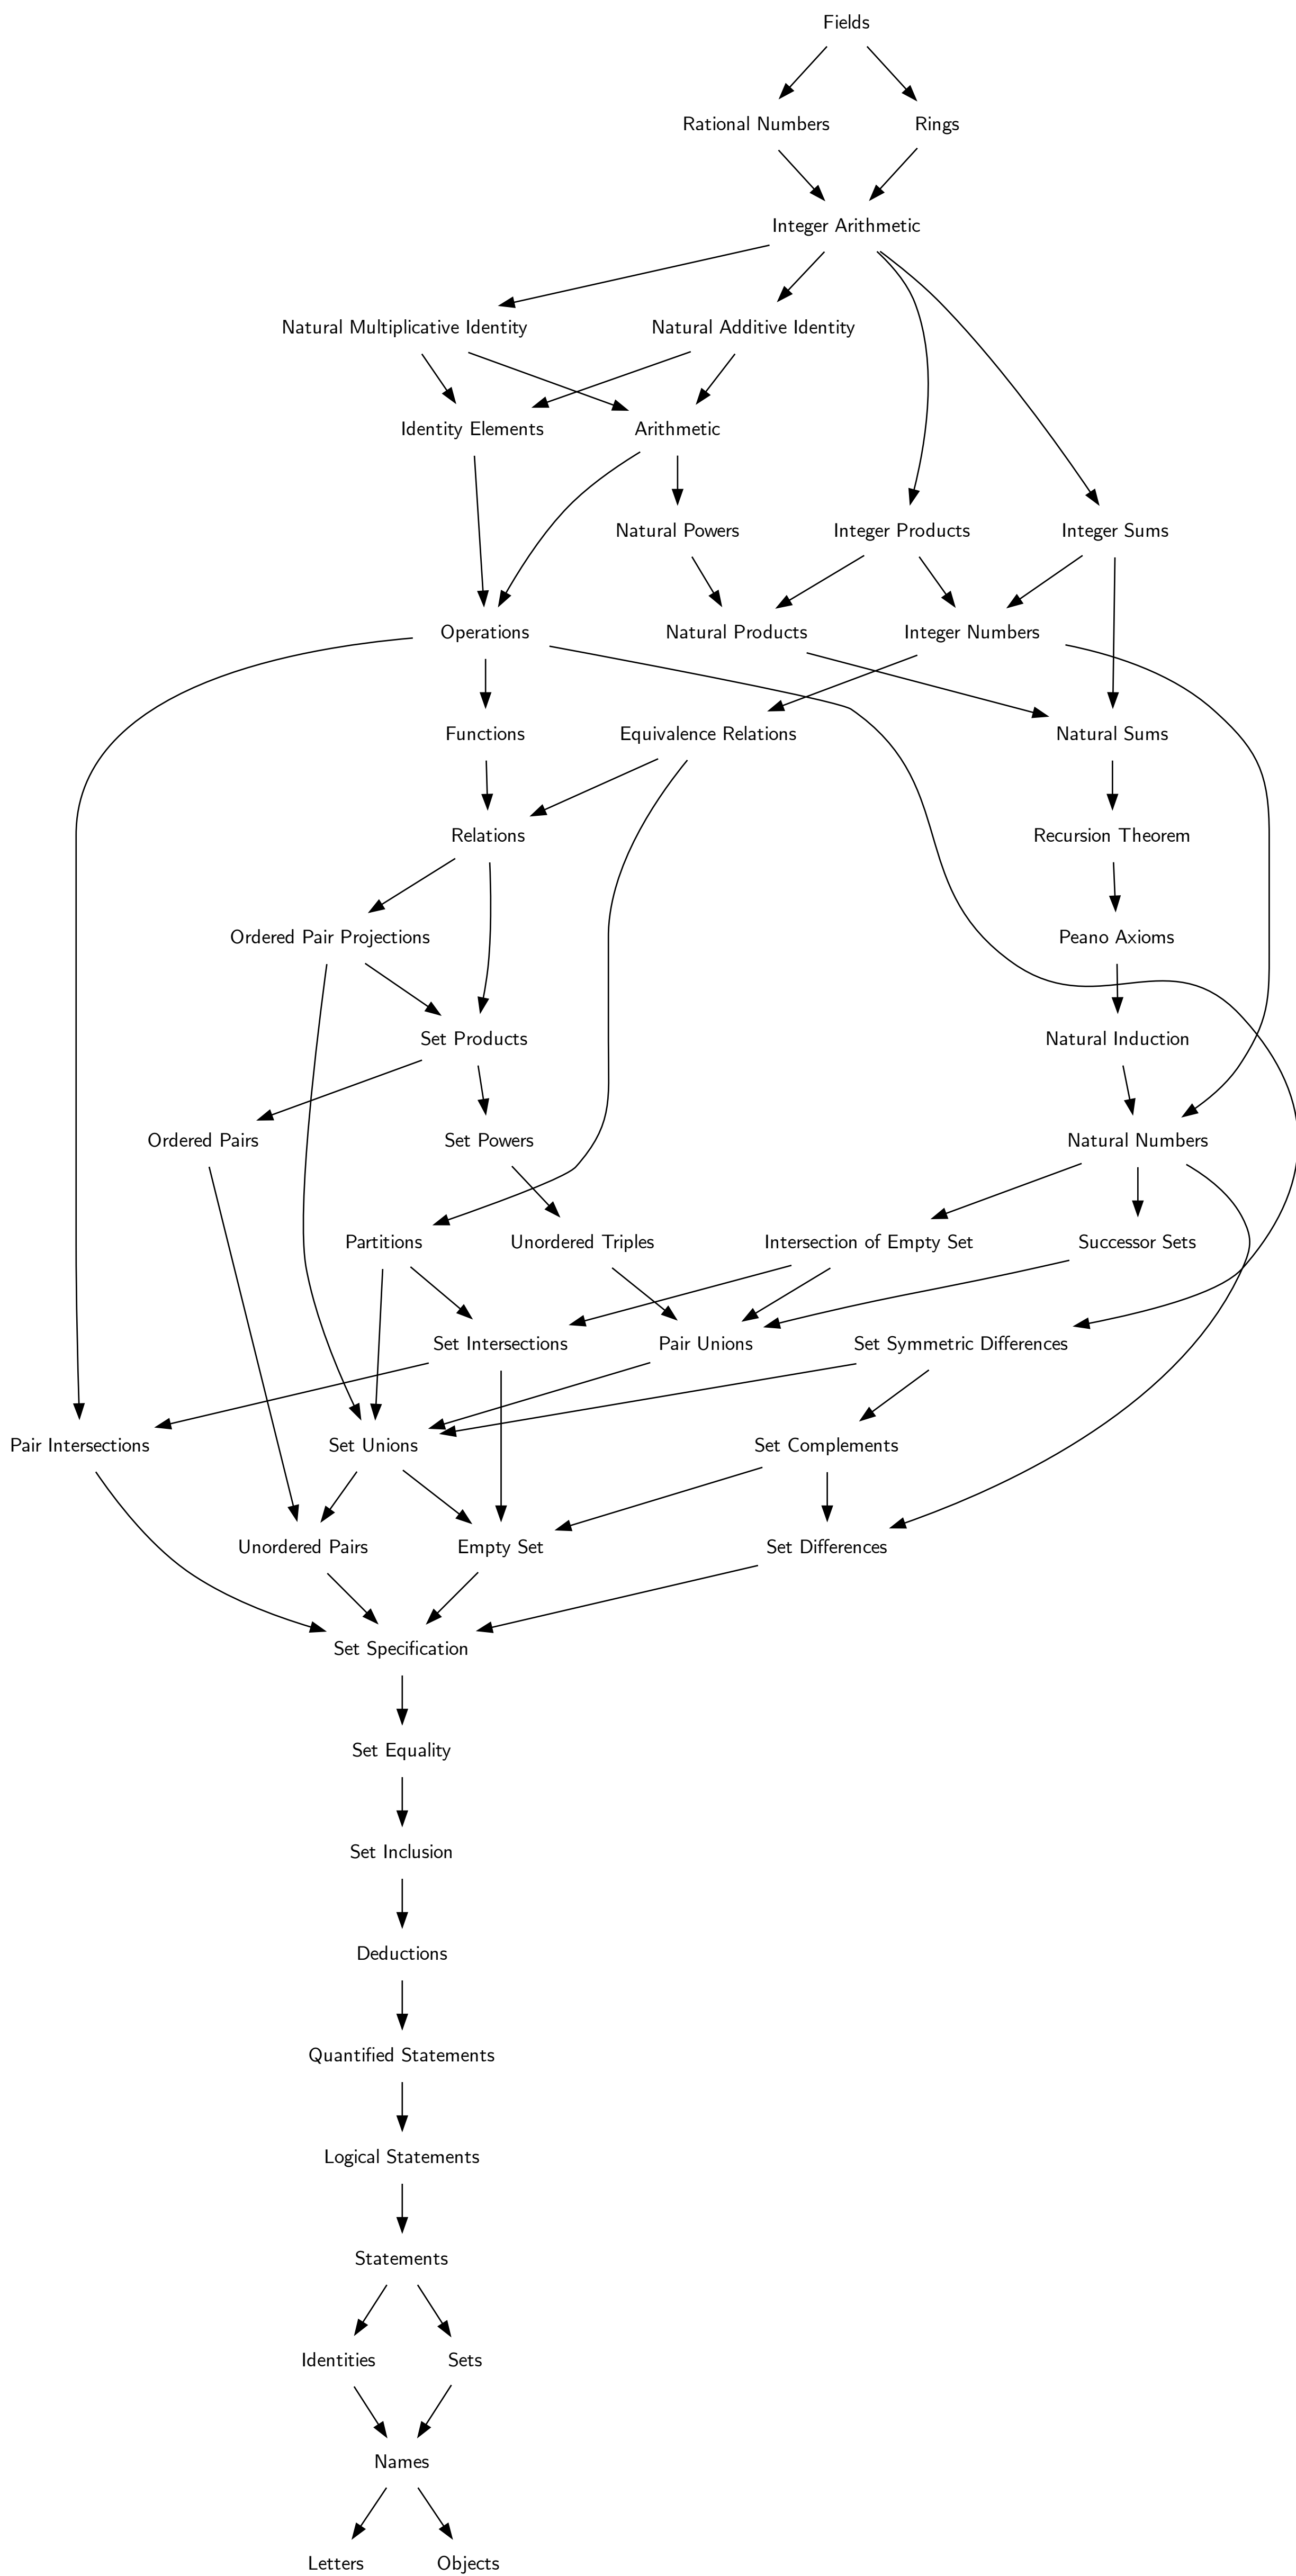 Fields
Rational Numbers
Rings
Integer Arithmetic
Natural Multiplicative Identity
Natural Additive Identity
Identity Elements
Arithmetic
Natural Powers
Integer Products
Integer Sums
Operations
Natural Products
Integer Numbers
Functions
Equivalence Relations
Natural Sums
Relations
Recursion Theorem
Ordered Pair Projections
Peano Axioms
Set Products
Natural Induction
Ordered Pairs
Set Powers
Natural Numbers
Partitions
Unordered Triples
Intersection of Empty Set
Successor Sets
Set Intersections
Pair Unions
Set Symmetric Differences
Pair Intersections
Set Unions
Set Complements
Unordered Pairs
Empty Set
Set Differences
Set Specification
Set Equality
Set Inclusion
Deductions
Quantified Statements
Logical Statements
Statements
Identities
Sets
Names
Letters
Objects